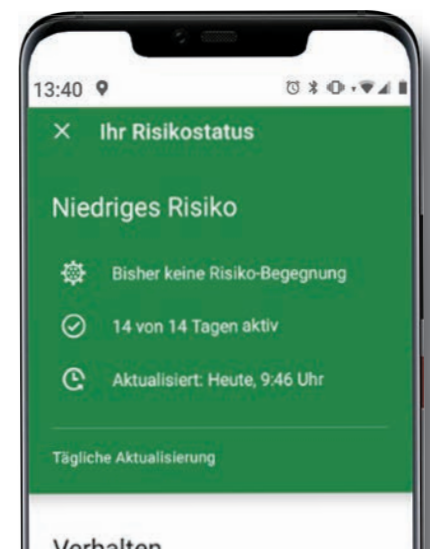 13:40
Ihr Risikostatus
Niedriges Risiko
Bisher keine Risiko-Begegnung
14 von 14 Tagen aktiv
Aktualisiert: Heute, 9:46 Uhr
Tägliche Aktualisierung
Verhalten